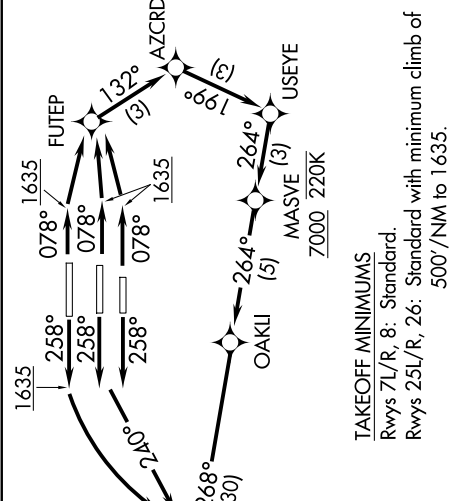 AZCRD
FUTEP
132°
(3)
(3)
199°
USEYE
1635
1635
078°
078°
078°
264°
(3)
MASVE
7000 220K
264°
(5)
258°
258°
258°
OAKLI
1635
240°
268°
30)
TAKEOFF MINIMUMS
Rwys 7L/R, 8: Standard.
Rwys 25L/R, 26: Standard with minimum climb of
500'/NM to 1635.